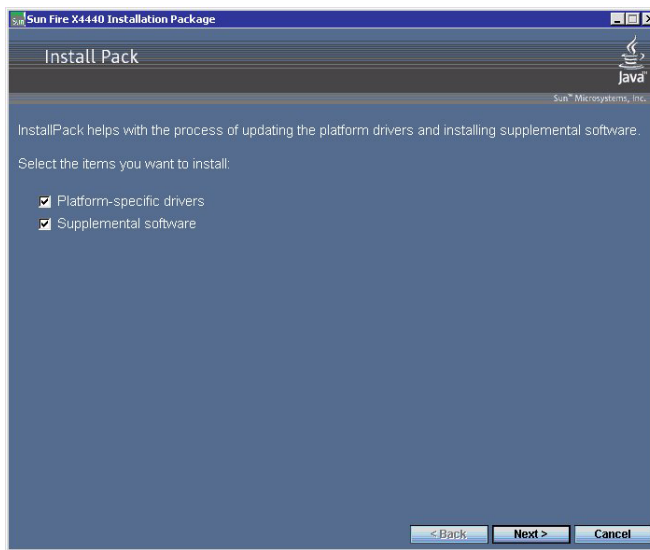 Sun
Sun Fire X4440 Installation Package
Install Pack
Java™
Sun™ Microsystems, Inc.
InstallPack helps with the process of updating the platform drivers and installing supplemental software.
Select the items you want to install:
Platform-specific drivers
Supplemental software
< Back Next > Cancel